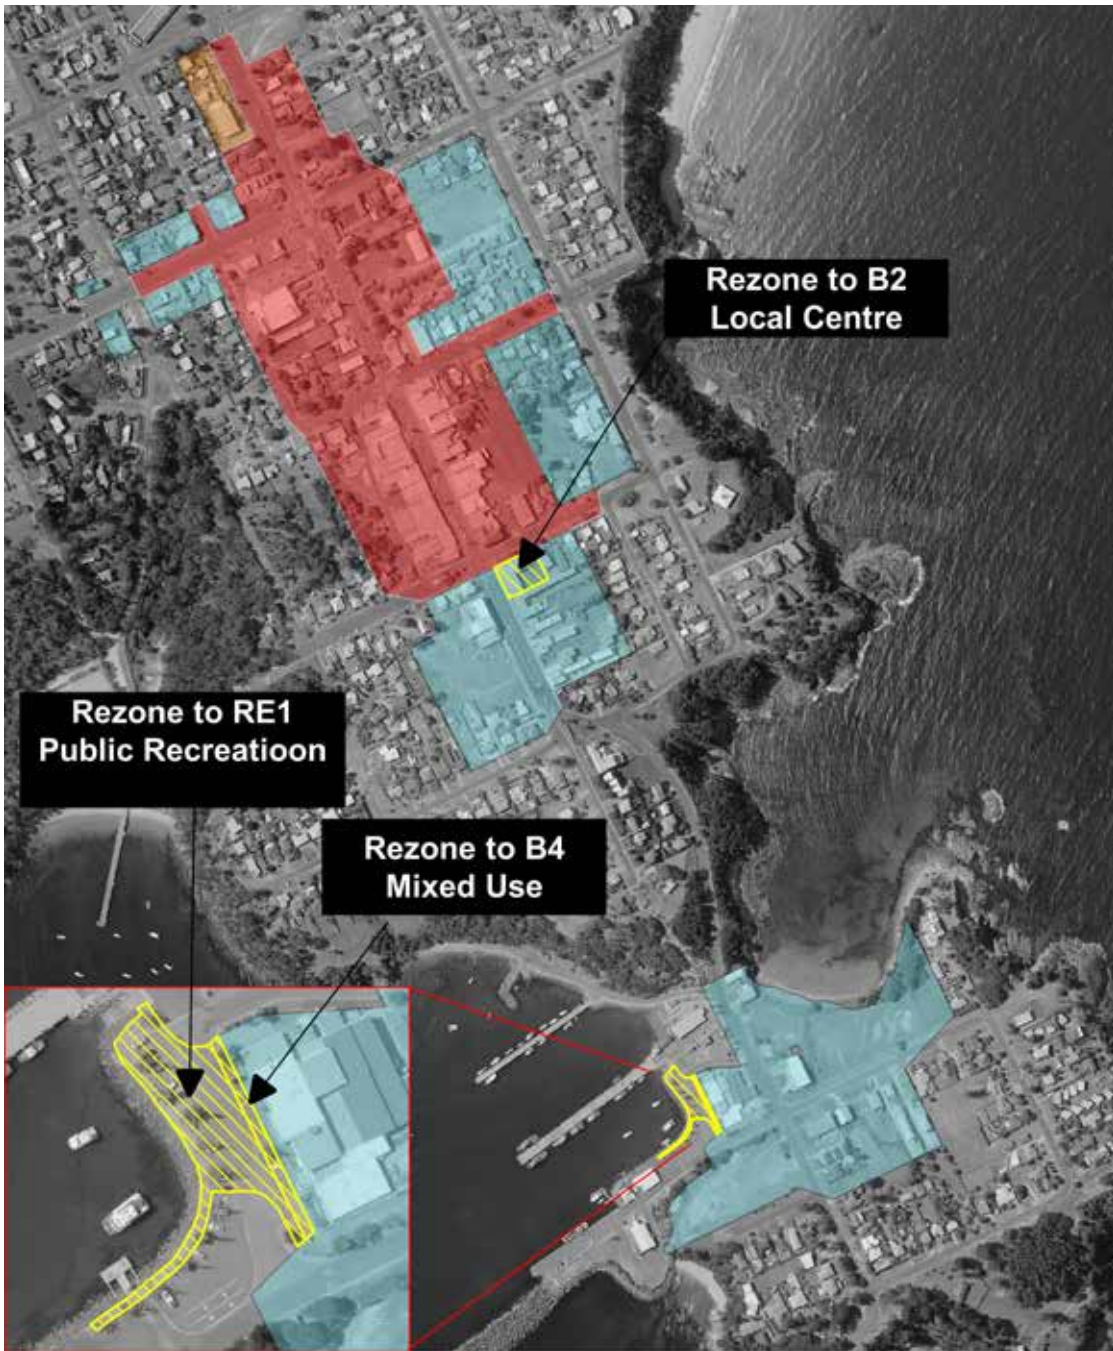 Rezone to B2
Local Centre
Rezone to RE1
Public Recreatioon
Rezone to B4
Mixed Use